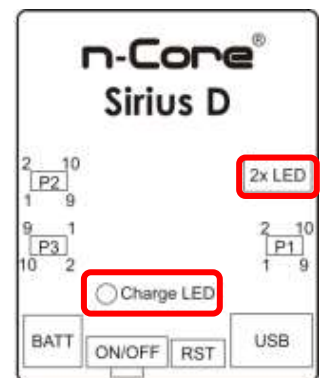 n-Core®
Sirius D
2 10
P2
1 9
2x LED
9 1
P3
10 2
2 10
P1
1 9
Charge LED
BATT
ON/OFF
RST
USB